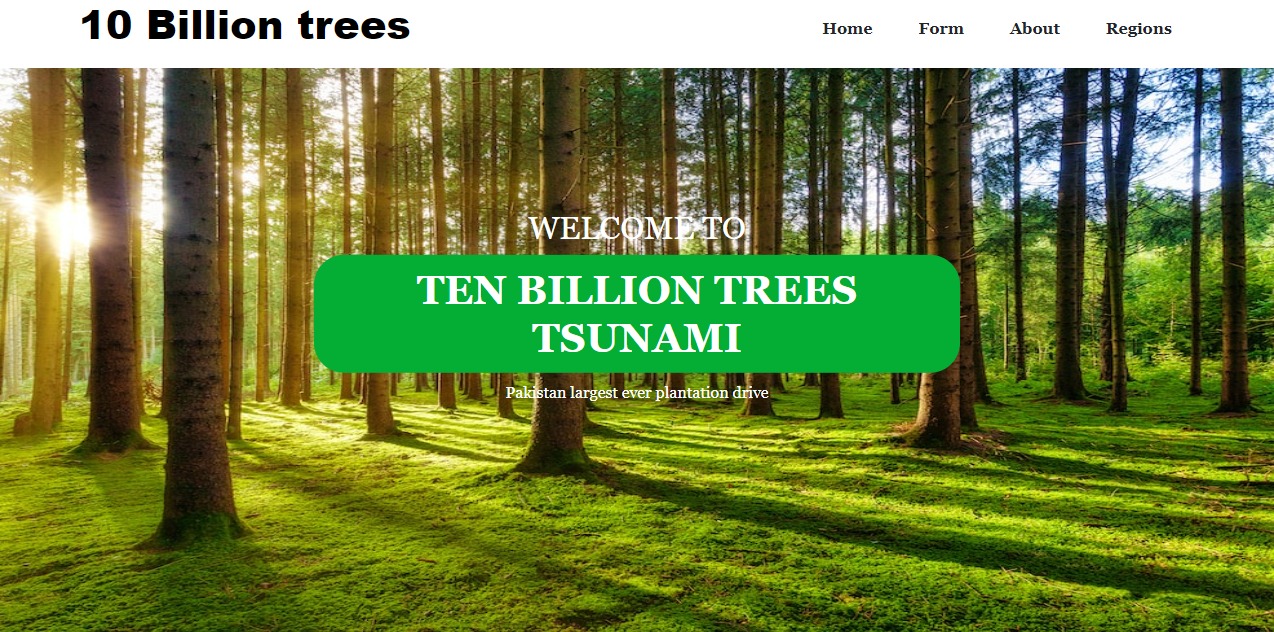 10 Billion trees
Home Form About Regions
WELCOME TO
TEN BILLION TREES
TSUNAMI
Pakistan largest ever plantation drive